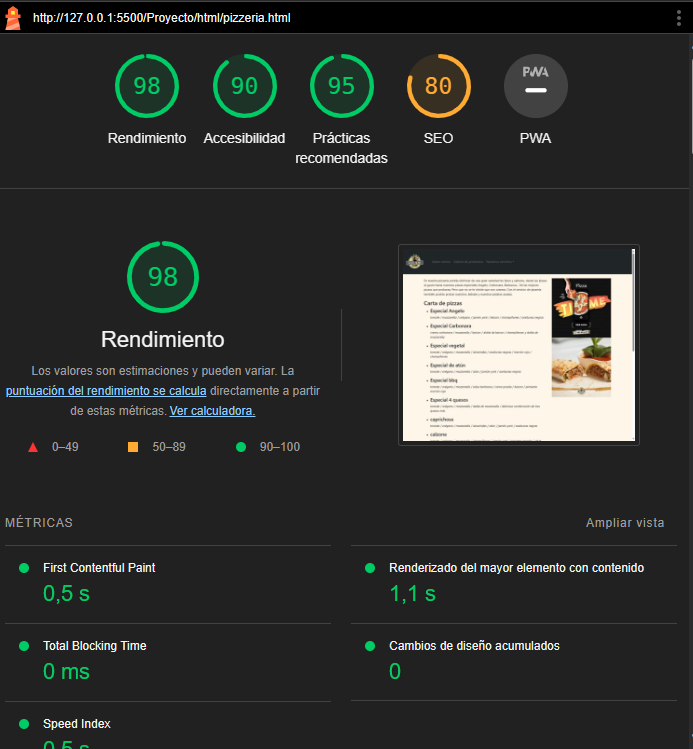 http://127.0.0.1:5500/Proyecto/html/pizzeria.html
98
90
95
80
PWA
Rendimiento
Accesibilidad
Prácticas
recomendadas
SEO
PWA
98
Rendimiento
Los valores son estimaciones y pueden variar. La
puntuación del rendimiento se calcula directamente a partir
de estas métricas. Ver calculadora.
0–49
50–89
90–100
Carta de pizzas
Especial Angelo
Especial Carbonara
Especial vegetal
Especial de atún
Especial bbq
Especial 4 quesos
caprichosa
calzone
Pizza
TIME
MÉTRICAS
Ampliar vista
First Contentful Paint
0,5 s
Renderizado del mayor elemento con contenido
1,1 s
Total Blocking Time
0 ms
Cambios de diseño acumulados
0
Speed Index
0,5 s